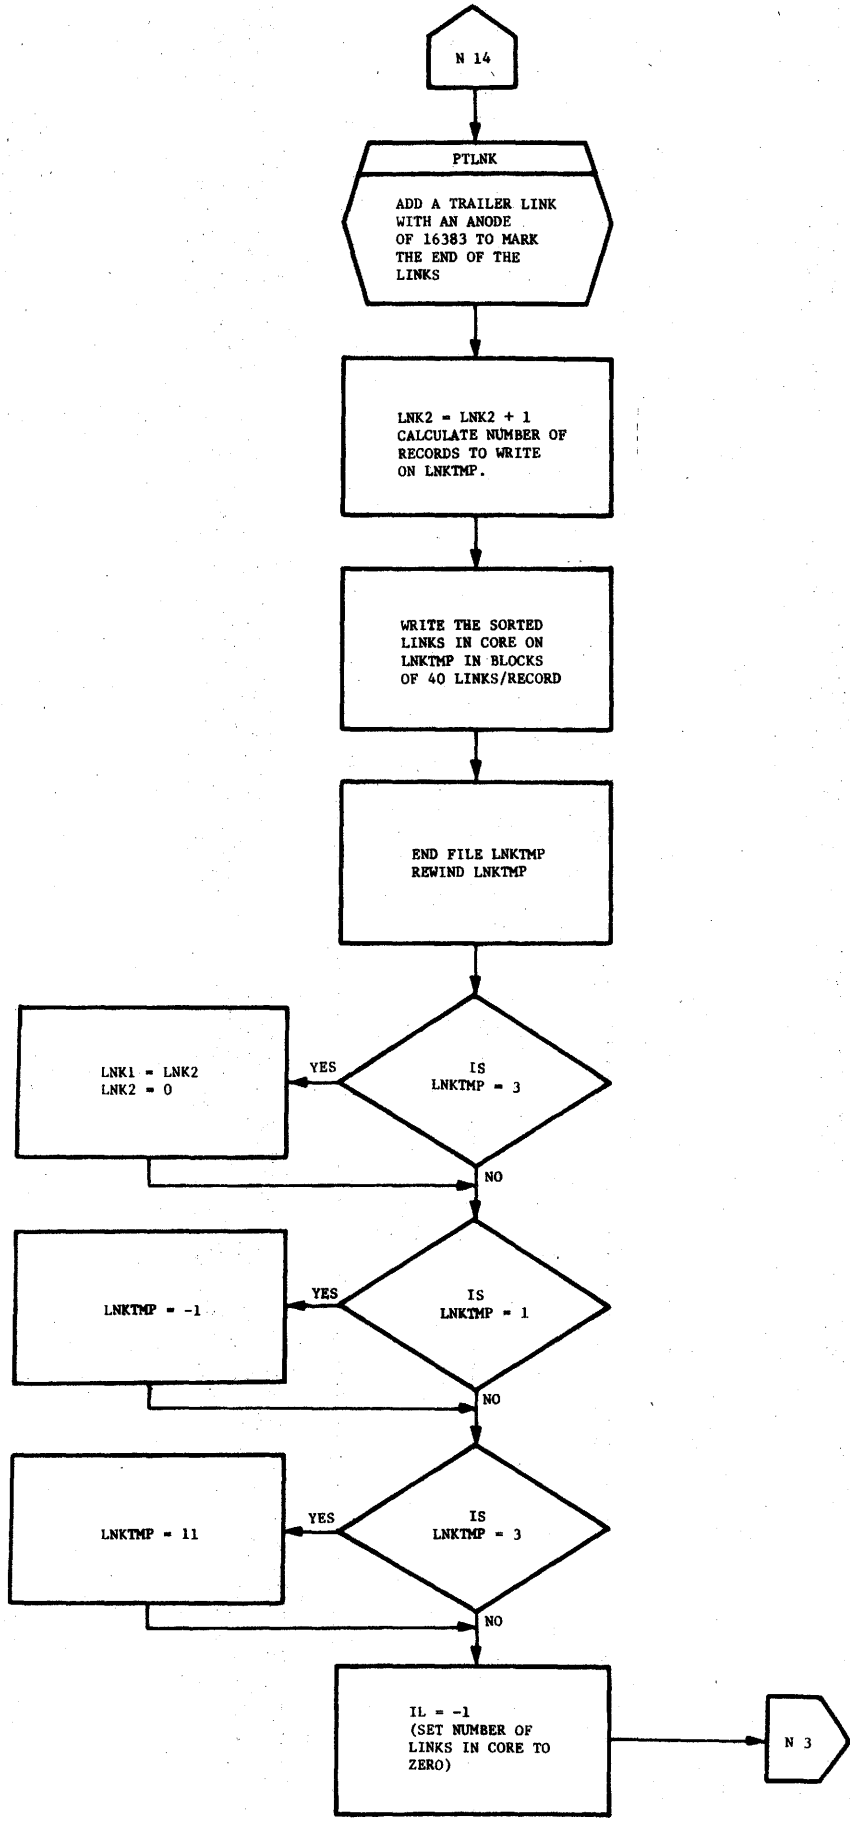 N 14
PTLNK
ADD A TRAILER LINK
WITH AN ANODE
OF 16383 TO MARK
THE END OF THE
LINKS
LNK2 = LNK2 + 1
CALCULATE NUMBER OF
RECORDS TO WRITE
ON LNKTMP.
WRITE THE SORTED
LINKS IN CORE ON
LNKTMP IN BLOCKS
OF 40 LINKS/RECORD
END FILE LNKTMP
REWIND LNKTMP
IS
LNKTMP = 3
YES
LNK1 = LNK2
LNK2 = 0
NO
IS
LNKTMP = 1
YES
LNKTMP = -1
NO
IS
LNKTMP = 3
YES
LNKTMP = 11
NO
IL = -1
(SET NUMBER OF
LINKS IN CORE TO
ZERO)
N 3